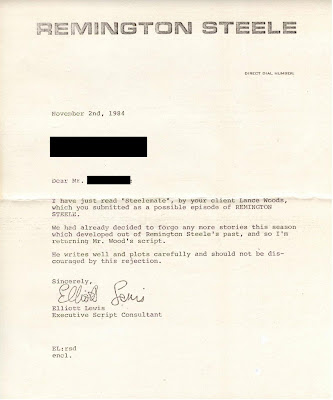 REMINGTON STEELE
DIRECT DIAL NUMBER:
November 2nd, 1984
Dear Mr.
I have just read "Steelemate", by your client Lance Woods,
which you submitted as a possible episode of REMINGTON
STEELE.
We had already decided to forgo any more stories this season
which developed out of Remington Steele's past, and so I'm
returning Mr. Wood's script.
He writes well and plots carefully and should not be dis-
couraged by this rejection.
Sincerely,
Elliott Lewis
Elliott Lewis
Executive Script Consultant
EL:rsd
encl.